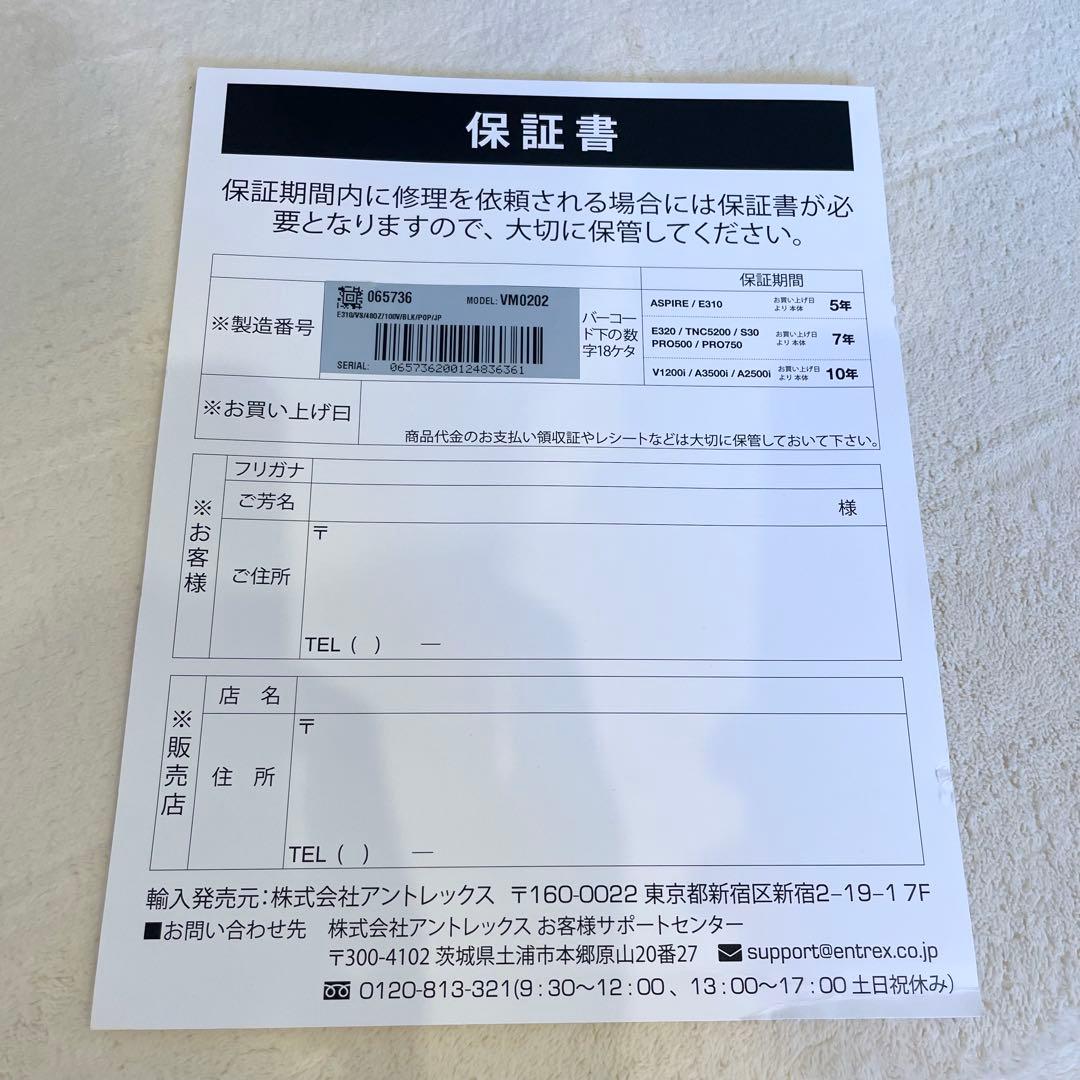 保証書
保証期間内に修理を依頼される場合には保証書が必
要となりますので、大切に保管してください。
※製造番号
065736
MODEL: VM0202
E310/VS/48OZ/100V/BLK/POP/JP
SERIAL: 065736200124836361
バーコー
ド下の数
字18ケタ
保証期間
ASPIRE / E310
お買い上げ日
より 本体
5年
E320 / TNC5200 / S30
PRO500 / PRO750
お買い上げ日
より 本体
7年
V1200i / A3500i / A2500i
お買い上げ日
より 本体
10年
※お買い上げ日
商品代金のお支払い領収証やレシートなどは大切に保管しておいて下さい。
※お客様
フリガナ
ご芳名
様
ご住所
〒
TEL ( ) ―
※販売店
店 名
住 所
〒
TEL ( ) ―
輸入発売元：株式会社アントレックス 〒160-0022 東京都新宿区新宿2-19-1 7F
■お問い合わせ先 株式会社アントレックス お客様サポートセンター
〒300-4102 茨城県土浦市本郷原山20番27 support@entrex.co.jp
0120-813-321(9：30〜12：00、13：00〜17：00 土日祝休み)